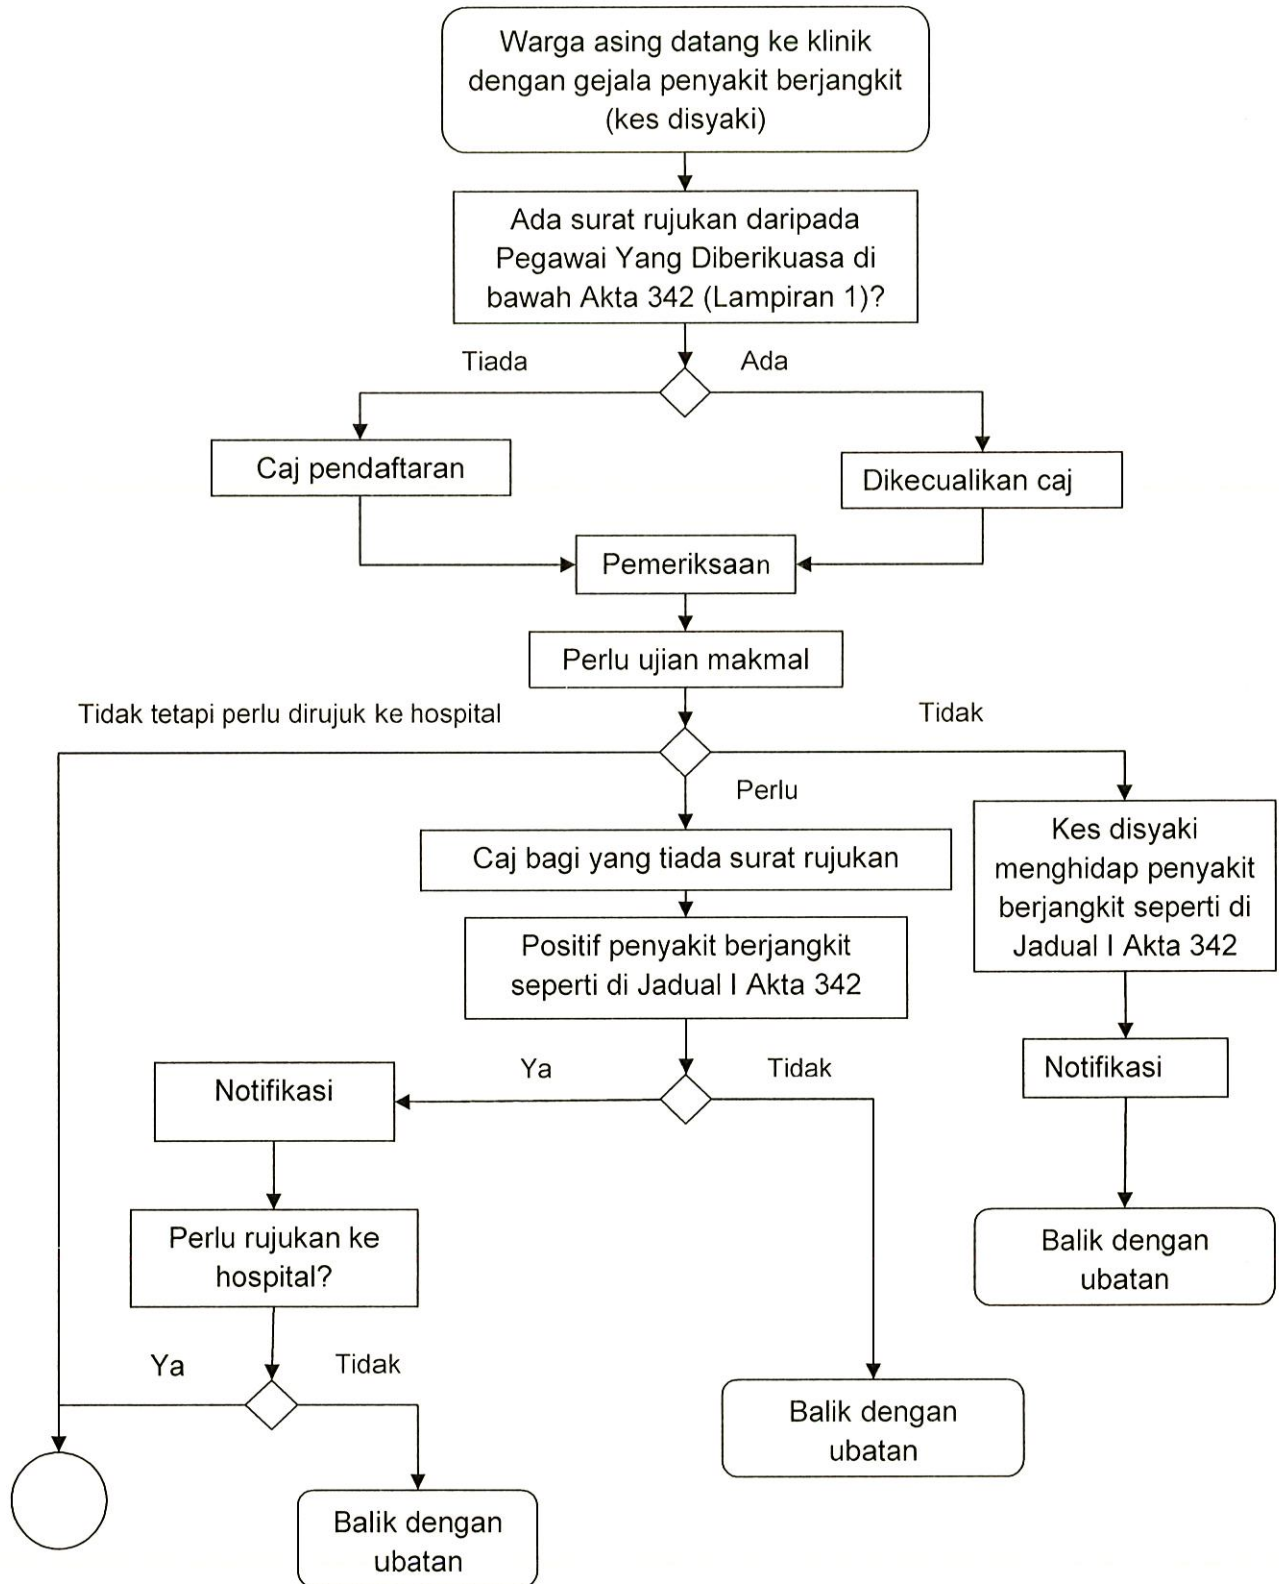 Warga asing datang ke klinik
dengan gejala penyakit berjangkit
(kes disyaki)
Ada surat rujukan daripada
Pegawai Yang Diberikuasa di
bawah Akta 342 (Lampiran 1)?
Tiada
Ada
Caj pendaftaran
Dikecualikan caj
Pemeriksaan
Perlu ujian makmal
Tidak tetapi perlu dirujuk ke hospital
Tidak
Perlu
Caj bagi yang tiada surat rujukan
Kes disyaki
menghidap penyakit
berjangkit seperti di
Jadual I Akta 342
Positif penyakit berjangkit
seperti di Jadual I Akta 342
Ya
Tidak
Notifikasi
Notifikasi
Perlu rujukan ke
hospital?
Balik dengan
ubatan
Ya
Tidak
Balik dengan
ubatan
Balik dengan
ubatan